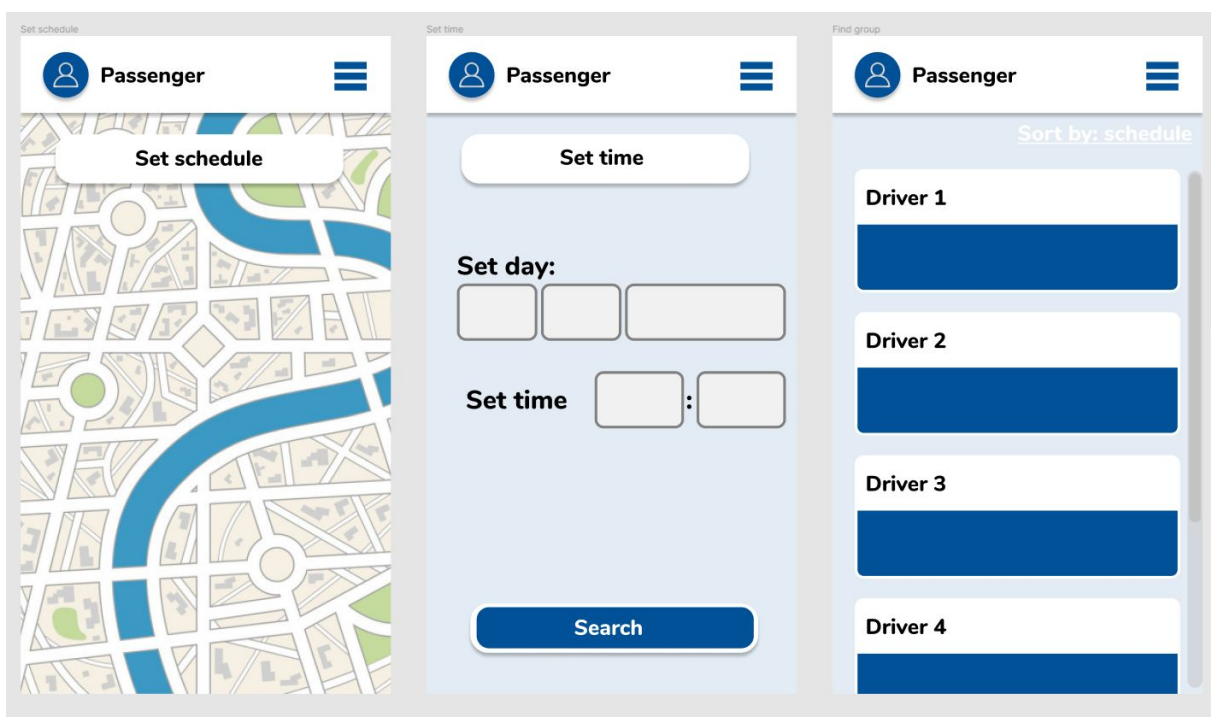 Set schedule
Passenger
Set schedule
Set time
Passenger
Set time
Set day:
Set time :
Search
Find group
Passenger
Sort by: schedule
Driver 1
Driver 2
Driver 3
Driver 4